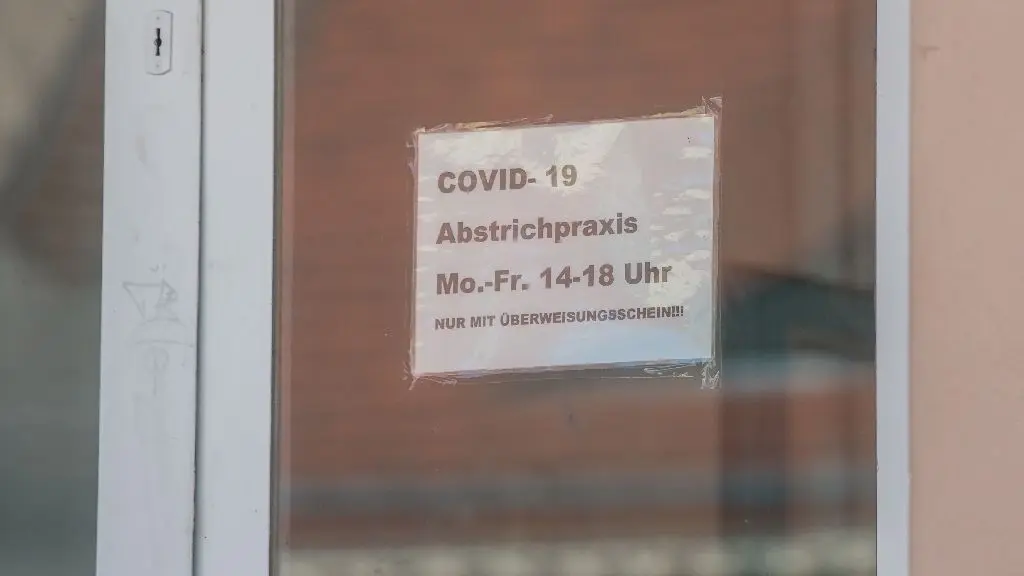 COVID- 19
Abstrichpraxis
Mo.-Fr. 14-18 Uhr
NUR MIT ÜBERWEISUNGSSCHEIN!!!